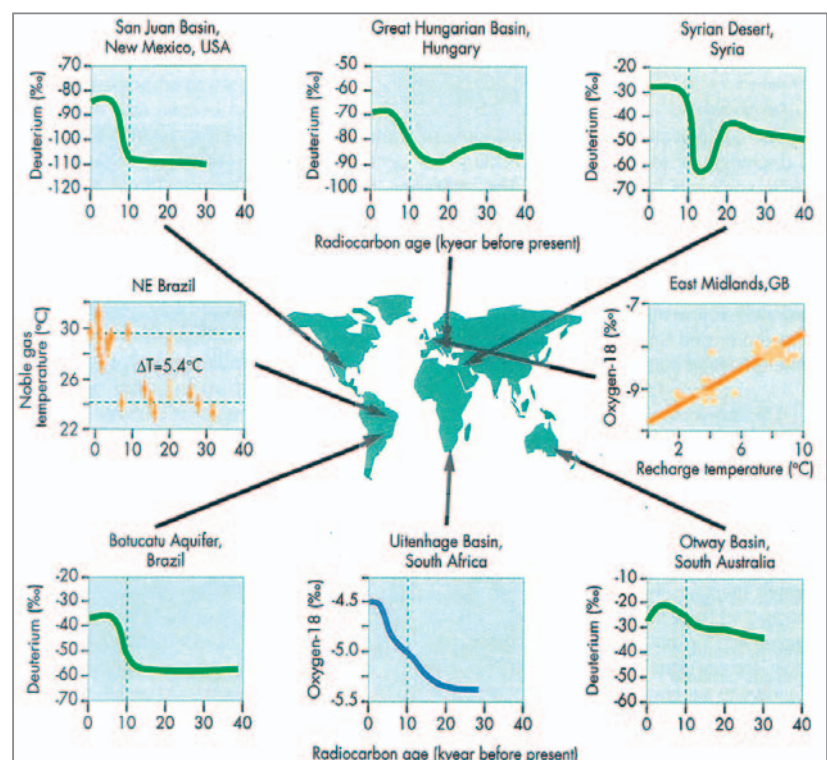 San Juan Basin,
New Mexico, USA
Deuterium (‰)
-70
-80
-90
-100
-110
-120
0 10 20 30 40
Great Hungarian Basin,
Hungary
Deuterium (‰)
-50
-60
-70
-80
-90
-100
0 10 20 30 40
Syrian Desert,
Syria
Deuterium (‰)
-20
-30
-40
-50
-60
-70
0 10 20 30 40
Radiocarbon age (kyear before present)
NE Brazil
Noble gas
temperature (°C)
30
26
22
ΔT=5.4°C
0 10 20 30 40
East Midlands,GB
Oxygen-18 (‰)
-7
-9
2 4 6 8 10
Recharge temperature (°C)
Botucatu Aquifer,
Brazil
Deuterium (‰)
-20
-30
-40
-50
-60
-70
0 10 20 30 40
Uitenhage Basin,
South Africa
Oxygen-18 (‰)
-4.5
-5.0
-5.5
0 10 20 30 40
Otway Basin,
South Australia
Deuterium (‰)
-10
-20
-30
-40
-50
-60
0 10 20 30 40
Radiocarbon age (kyear before present)